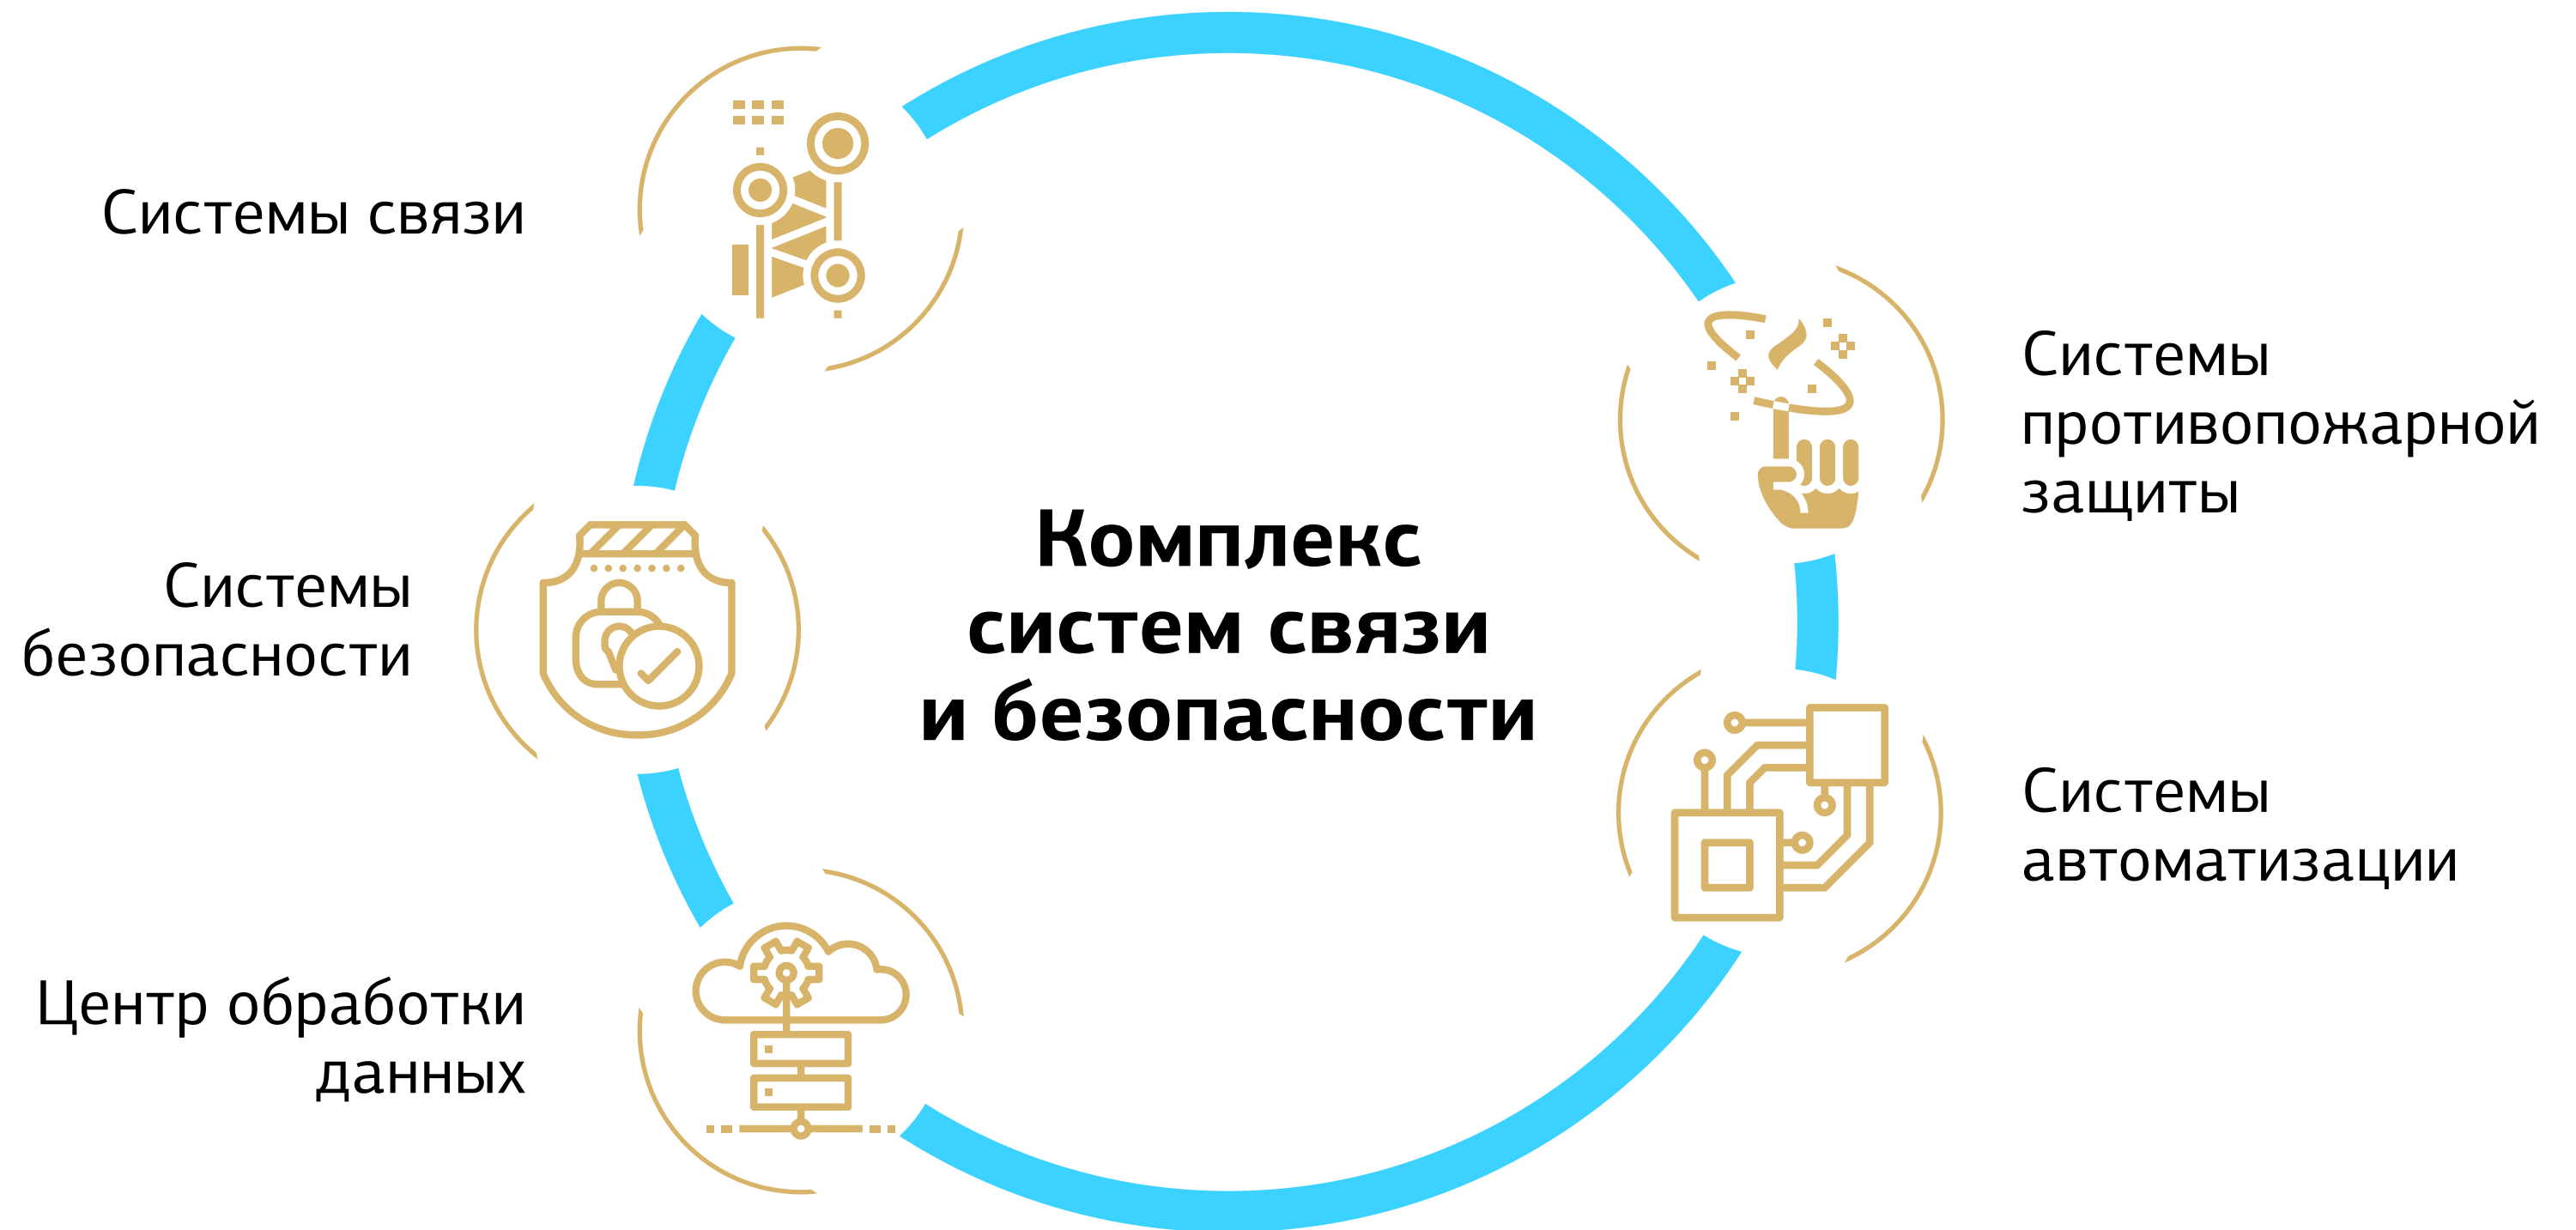 Системы связи
Системы
безопасности
Центр обработки
данных
Комплекс
систем связи
и безопасности
Системы
противопожарной
защиты
Системы
автоматизации